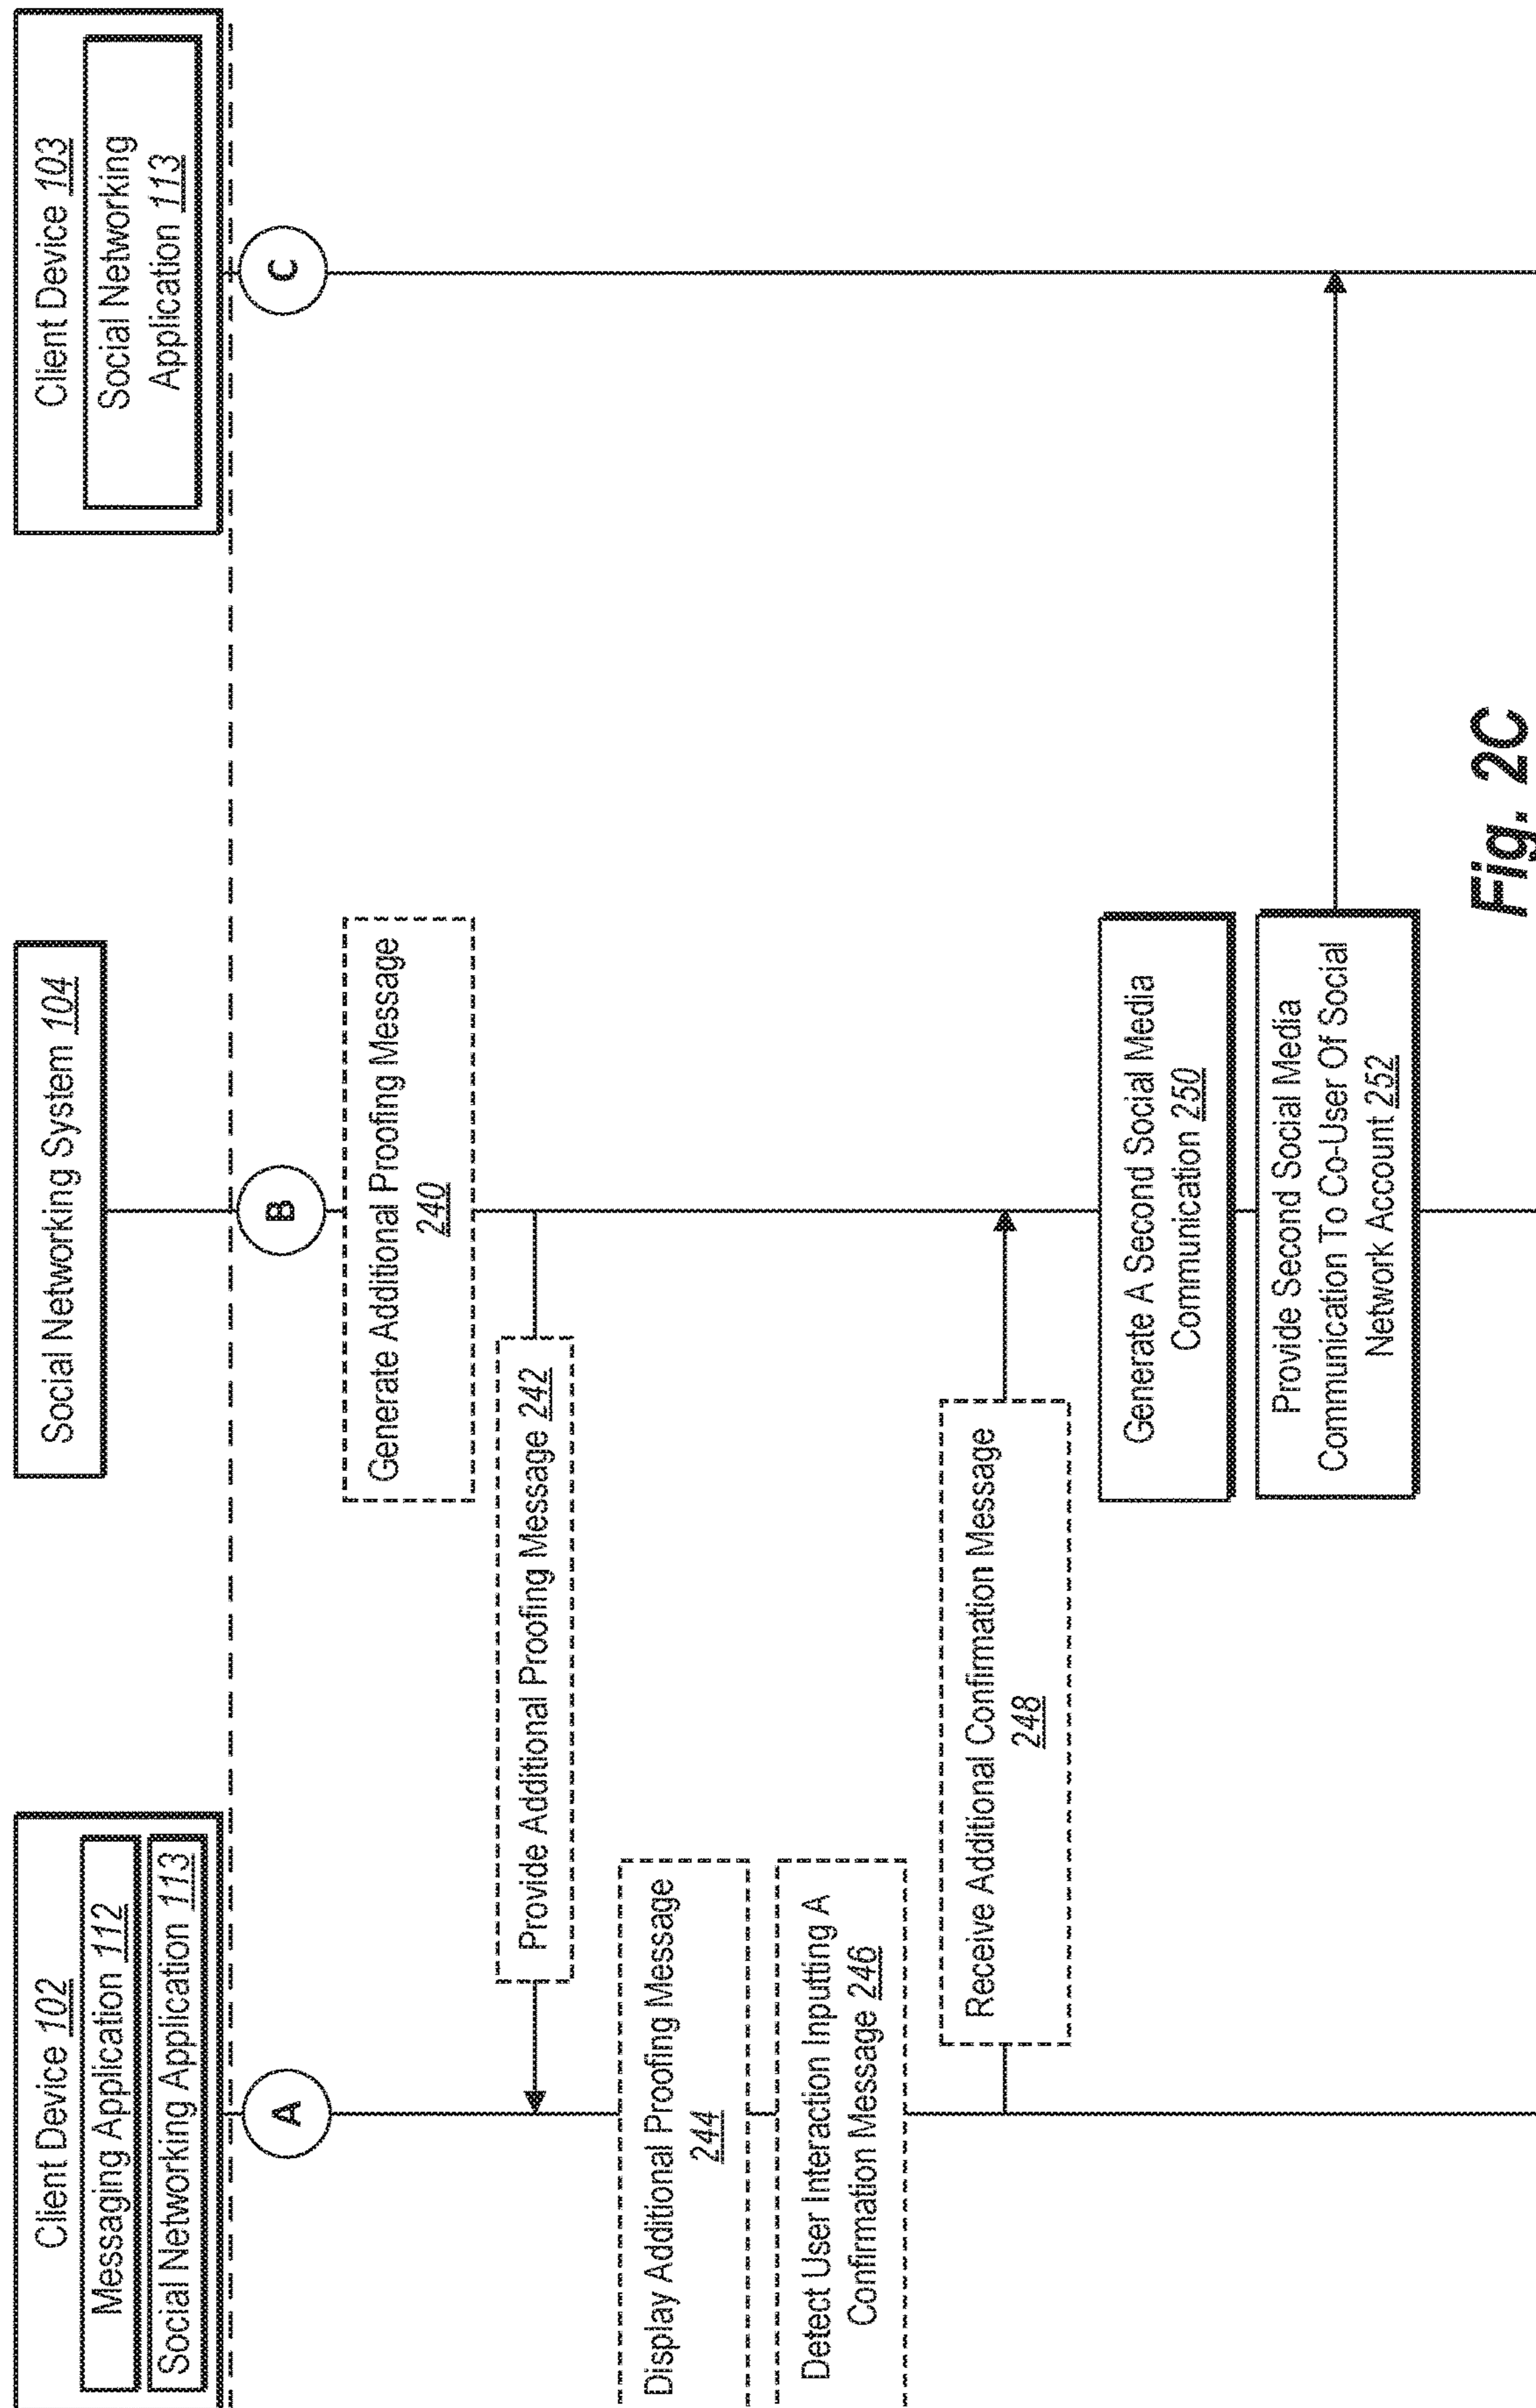 Client Device 102
Messaging Application 112
Social Networking Application 113
Social Networking System 104
Client Device 103
Social Networking
Application 113
A
B
C
Generate Additional Proofing Message
240
Provide Additional Proofing Message 242
Display Additional Proofing Message
244
Detect User Interaction Inputting A
Confirmation Message 246
Receive Additional Confirmation Message
248
Generate A Second Social Media
Communication 250
Provide Second Social Media
Communication To Co-User Of Social
Network Account 252
Fig. 2C